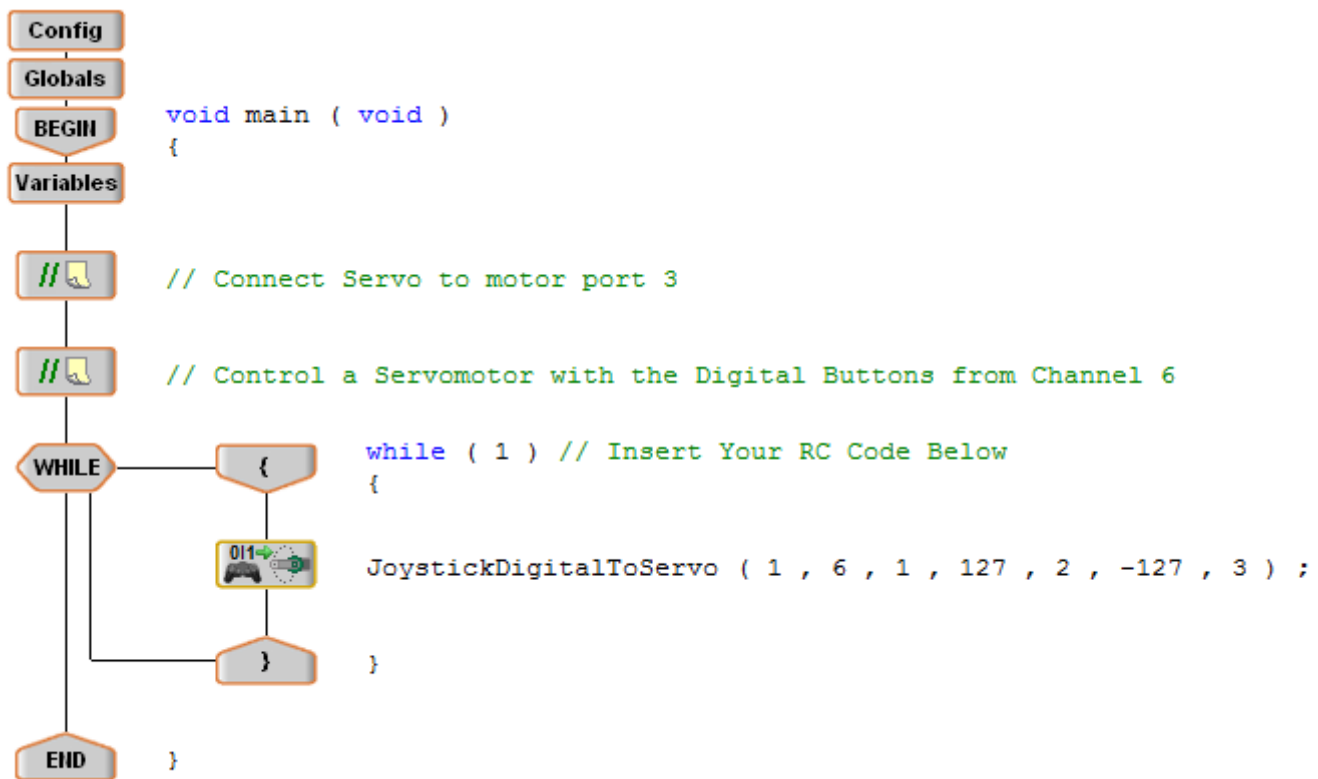 Config
Globals
BEGIN
void main ( void )
{
Variables
// // Connect Servo to motor port 3
// // Control a Servomotor with the Digital Buttons from Channel 6
WHILE
{
while ( 1 ) // Insert Your RC Code Below
{
0|1
JoystickDigitalToServo ( 1 , 6 , 1 , 127 , 2 , -127 , 3 ) ;
}
}
END
}